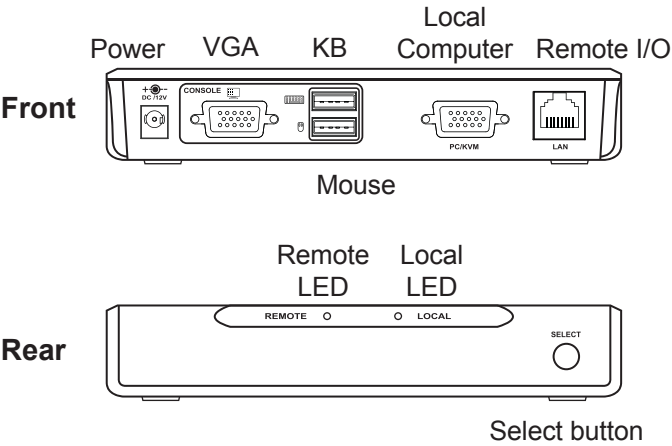 Local
Power VGA KB Computer Remote I/O
Front
DC /12V
CONSOLE
PC/KVM
LAN
Mouse
Remote Local
LED LED
REMOTE LOCAL
Rear
SELECT
Select button